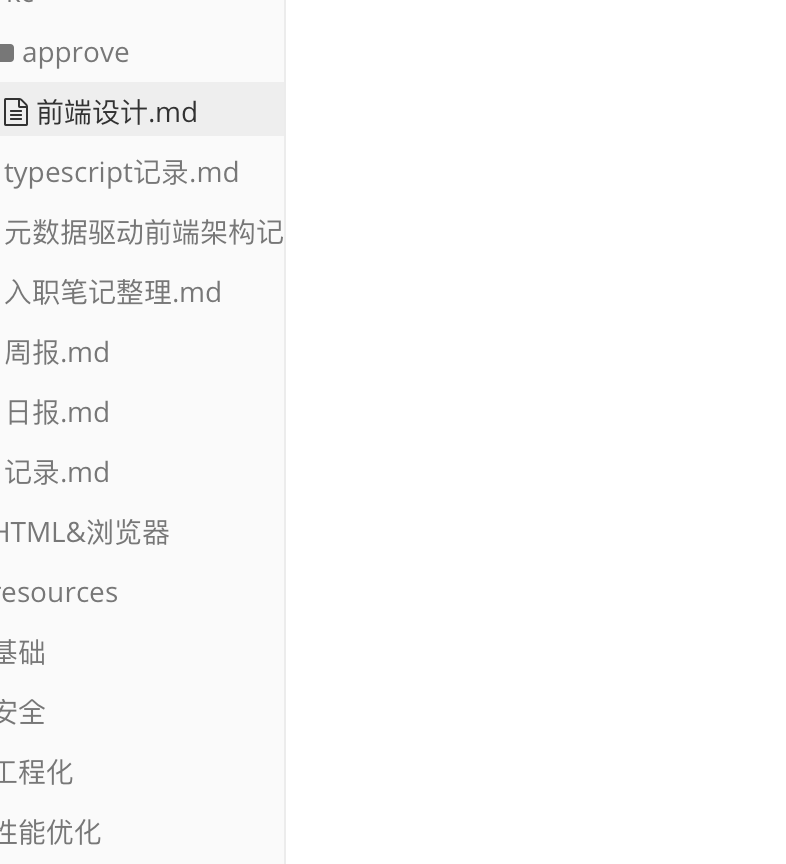 approve
前端设计.md
typescript记录.md
元数据驱动前端架构记
入职笔记整理.md
周报.md
日报.md
记录.md
HTML&浏览器
resources
基础
安全
工程化
性能优化